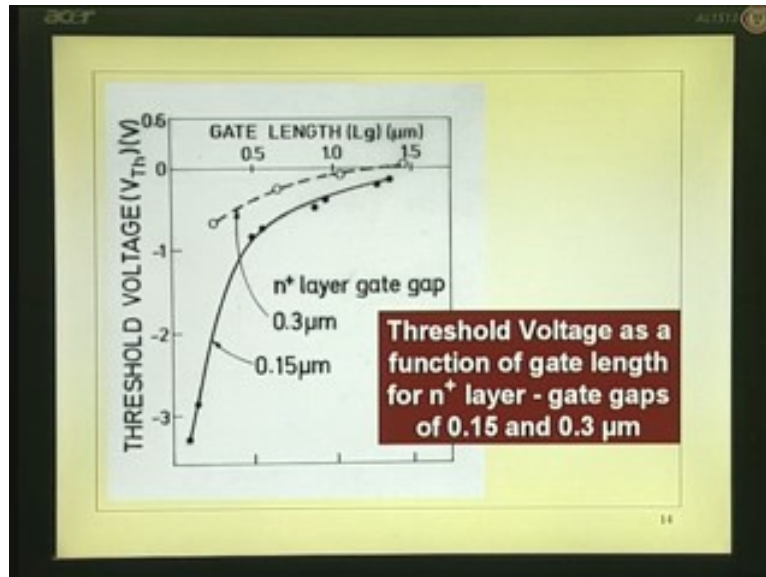 acer
AL1513
0.6
GATE LENGTH (Lg) (μm)
0.5 1.0 1.5
0
-1
-2
-3
THRESHOLD VOLTAGE (VTh) (V)
n+ layer gate gap
0.3μm
0.15μm
Threshold Voltage as a
function of gate length
for n+ layer - gate gaps
of 0.15 and 0.3 μm
14